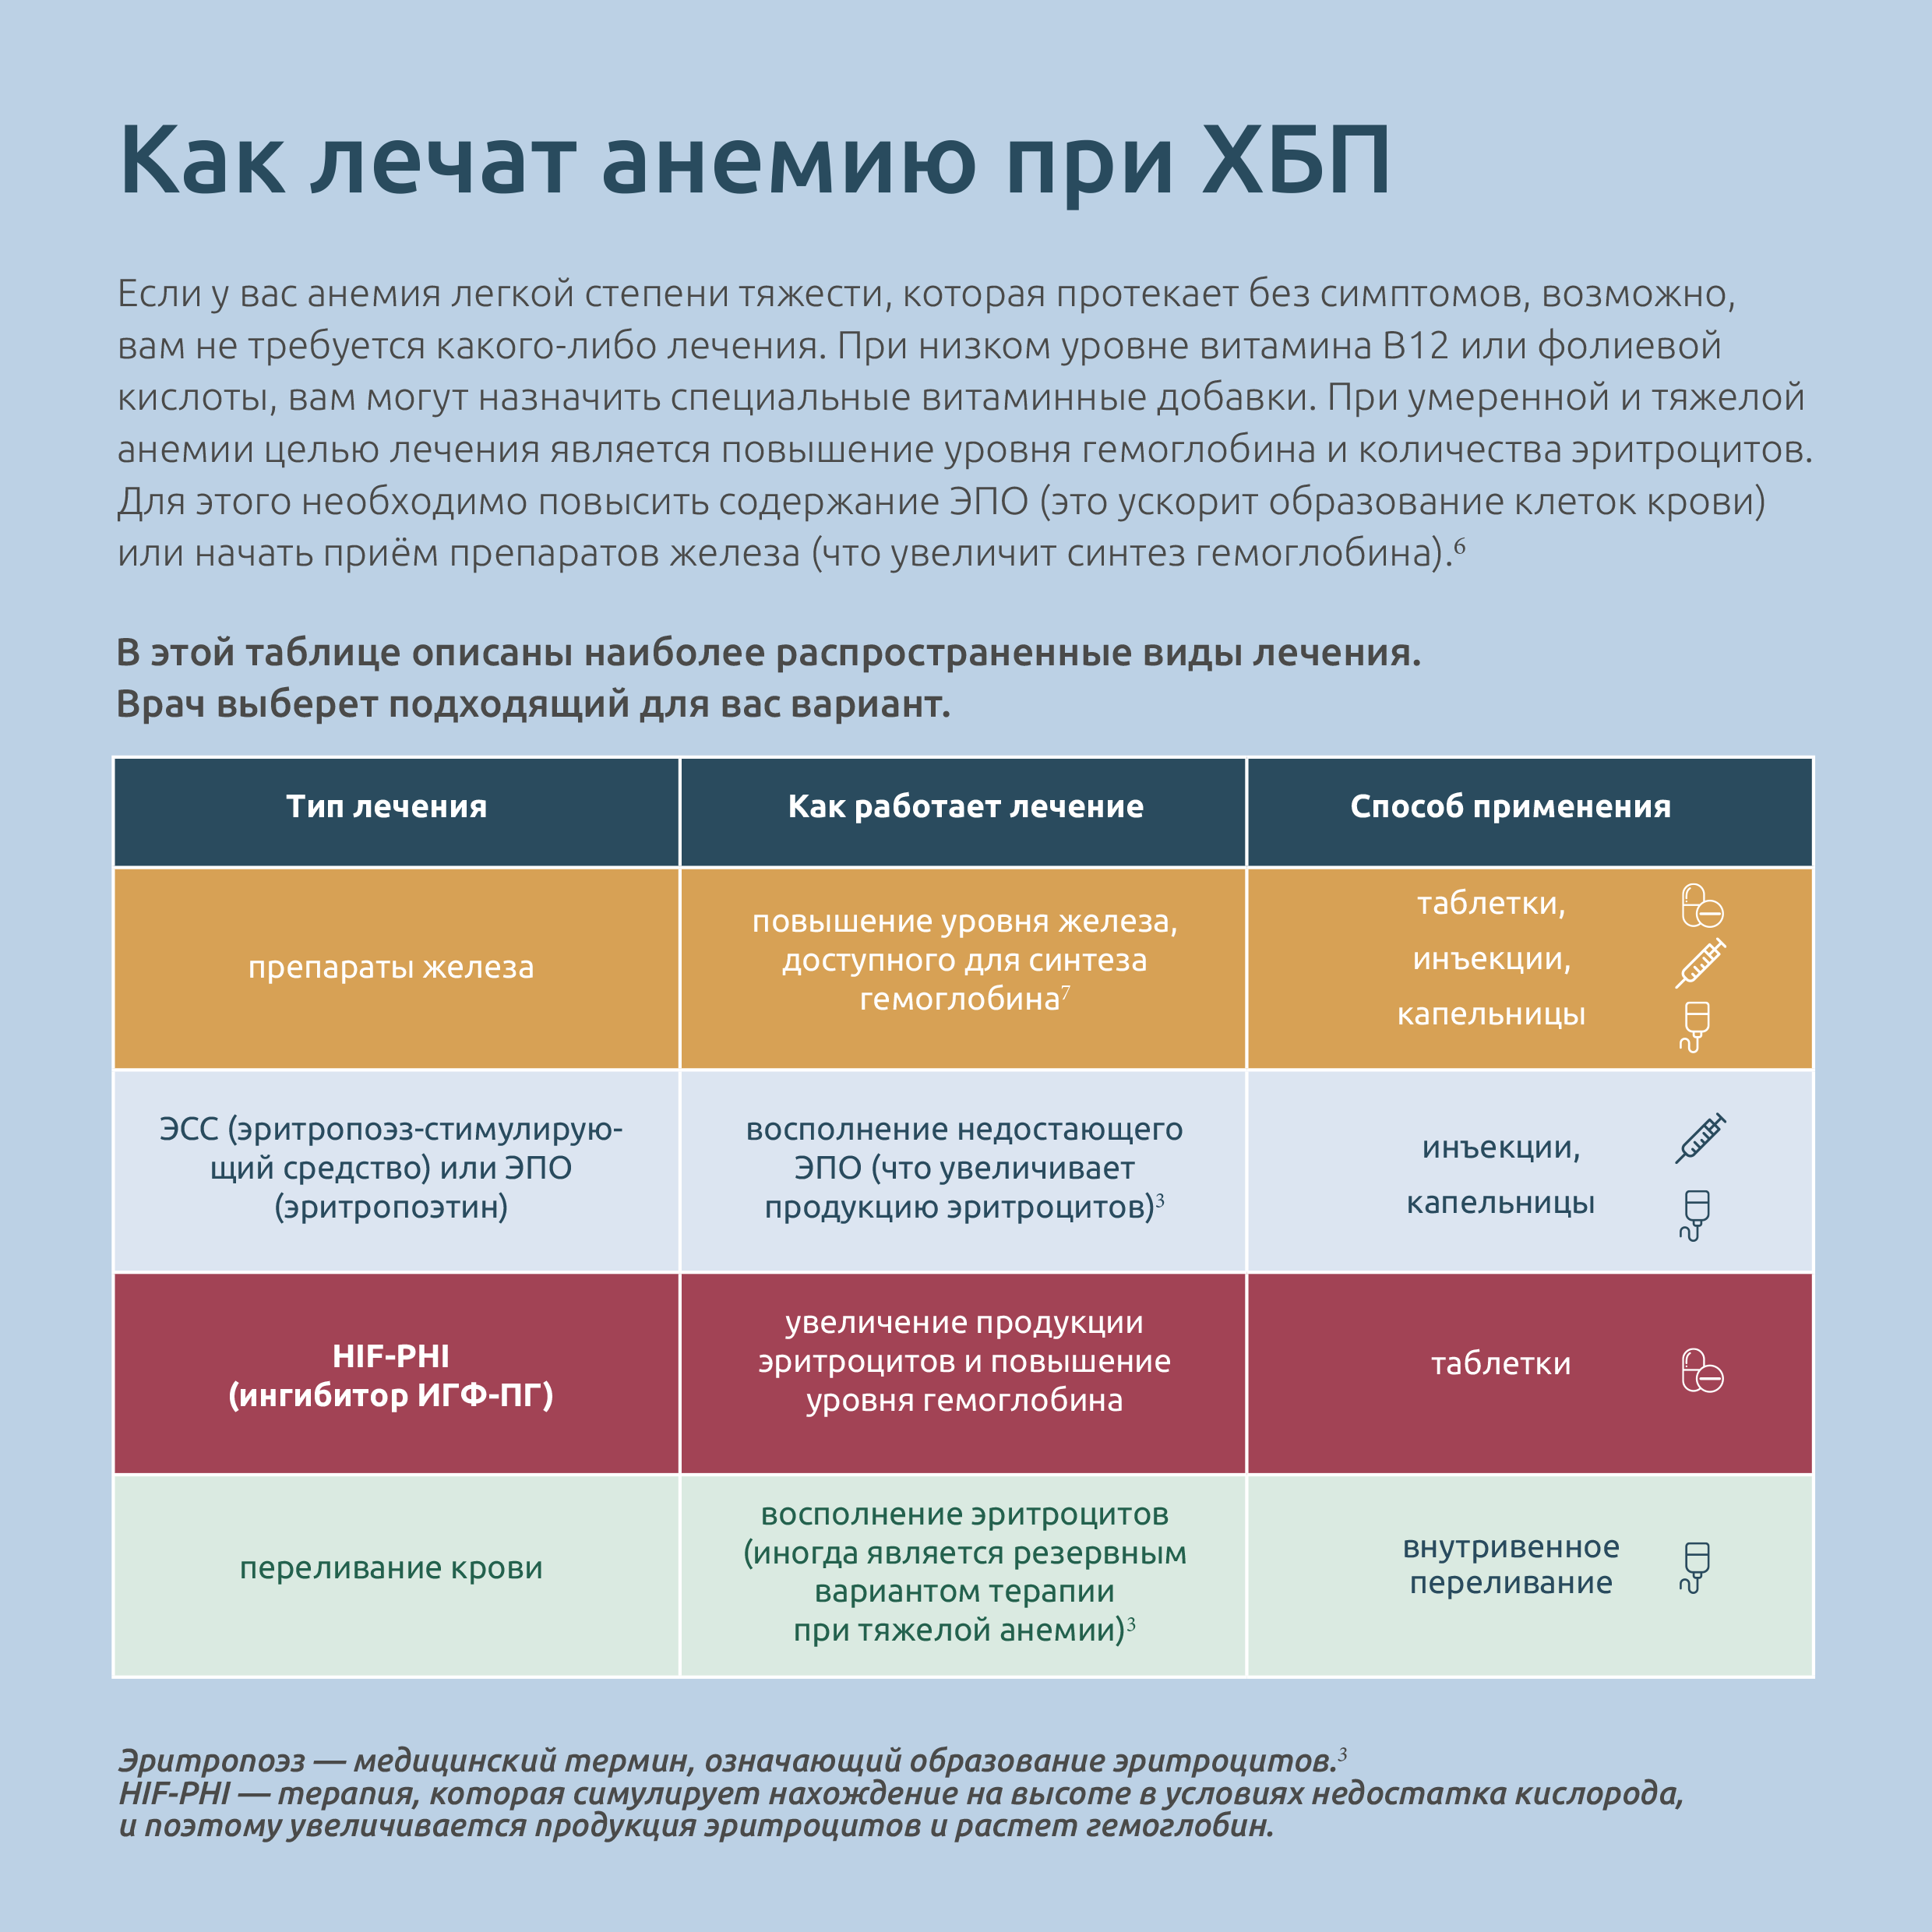 Как лечат анемию при ХБП
Если у вас анемия легкой степени тяжести, которая протекает без симптомов, возможно,
вам не требуется какого-либо лечения. При низком уровне витамина B12 или фолиевой
кислоты, вам могут назначить специальные витаминные добавки. При умеренной и тяжелой
анемии целью лечения является повышение уровня гемоглобина и количества эритроцитов.
Для этого необходимо повысить содержание ЭПО (это ускорит образование клеток крови)
или начать приём препаратов железа (что увеличит синтез гемоглобина).⁶
В этой таблице описаны наиболее распространенные виды лечения.
Врач выберет подходящий для вас вариант.
Тип лечения
Как работает лечение
Способ применения
препараты железа
повышение уровня железа,
доступного для синтеза
гемоглобина⁷
таблетки,
инъекции,
капельницы
ЭСС (эритропоэз-стимулирую-
щий средство) или ЭПО
(эритропоэтин)
восполнение недостающего
ЭПО (что увеличивает
продукцию эритроцитов)³
инъекции,
капельницы
HIF-PHI
(ингибитор ИГФ-ПГ)
увеличение продукции
эритроцитов и повышение
уровня гемоглобина
таблетки
переливание крови
восполнение эритроцитов
(иногда является резервным
вариантом терапии
при тяжелой анемии)³
внутривенное
переливание
Эритропоэз — медицинский термин, означающий образование эритроцитов.³
HIF-PHI — терапия, которая симулирует нахождение на высоте в условиях недостатка кислорода,
и поэтому увеличивается продукция эритроцитов и растет гемоглобин.